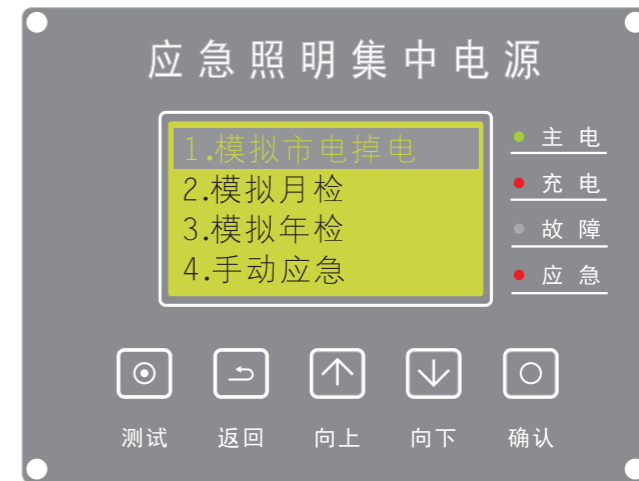 应急照明集中电源
1.模拟市电掉电
2.模拟月检
3.模拟年检
4.手动应急
主电
充电
故障
应急
测试 返回 向上 向下 确认